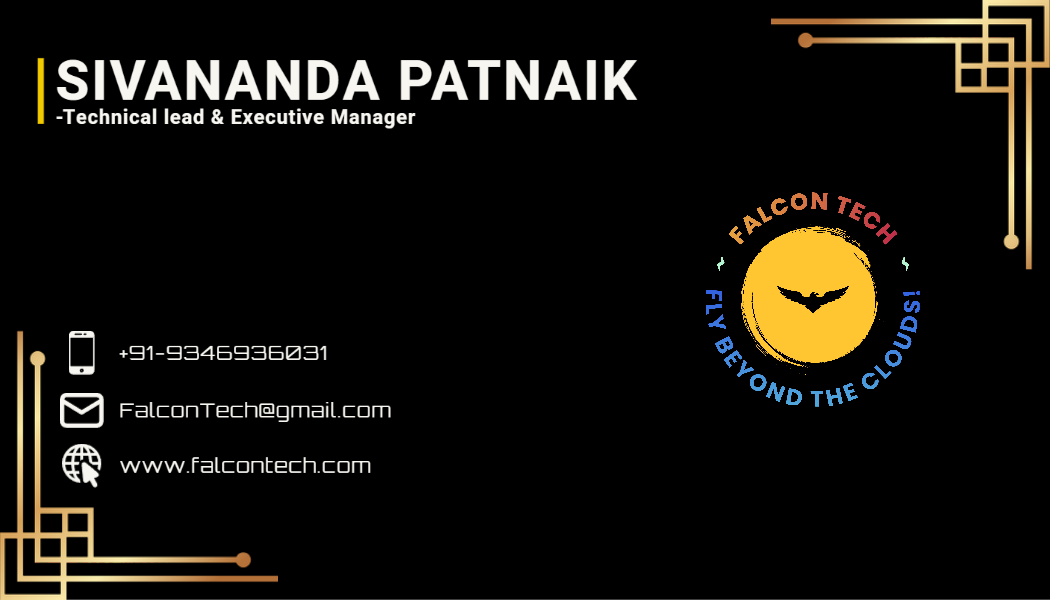 SIVANANDA PATNAIK
-Technical lead & Executive Manager
FALCON TECH
FLY BEYOND THE CLOUDS!
+91-9346936031
FalconTech@gmail.com
www.falcontech.com